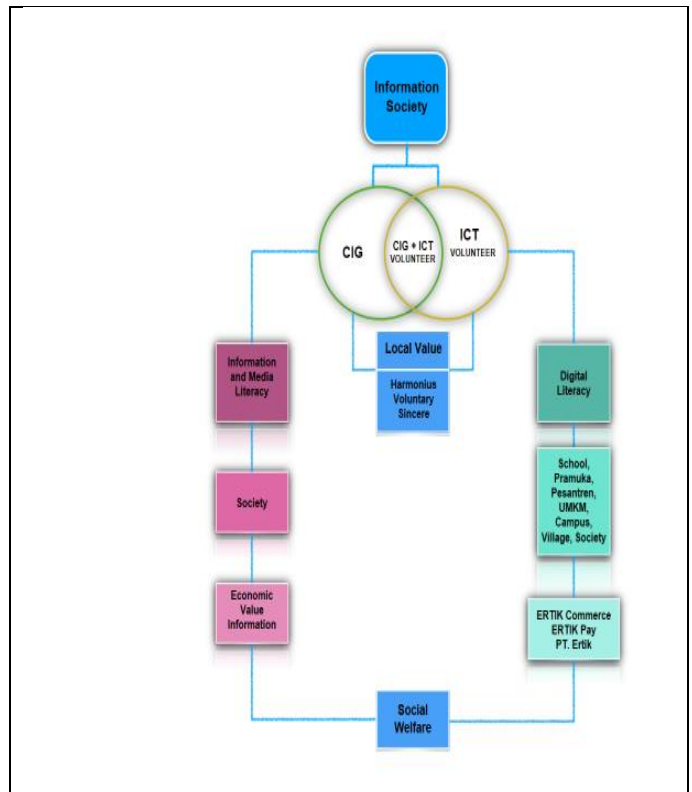 Information
Society
CIG
CIG + ICT
VOLUNTEER
ICT
VOLUNTEER
Local Value
Harmonius
Voluntary
Sincere
Information
and Media
Literacy
Society
Economic
Value
Information
Digital
Literacy
School,
Pramuka,
Pesantren,
UMKM,
Campus,
Village, Society
ERTIK Commerce
ERTIK Pay
PT. Ertik
Social
Welfare